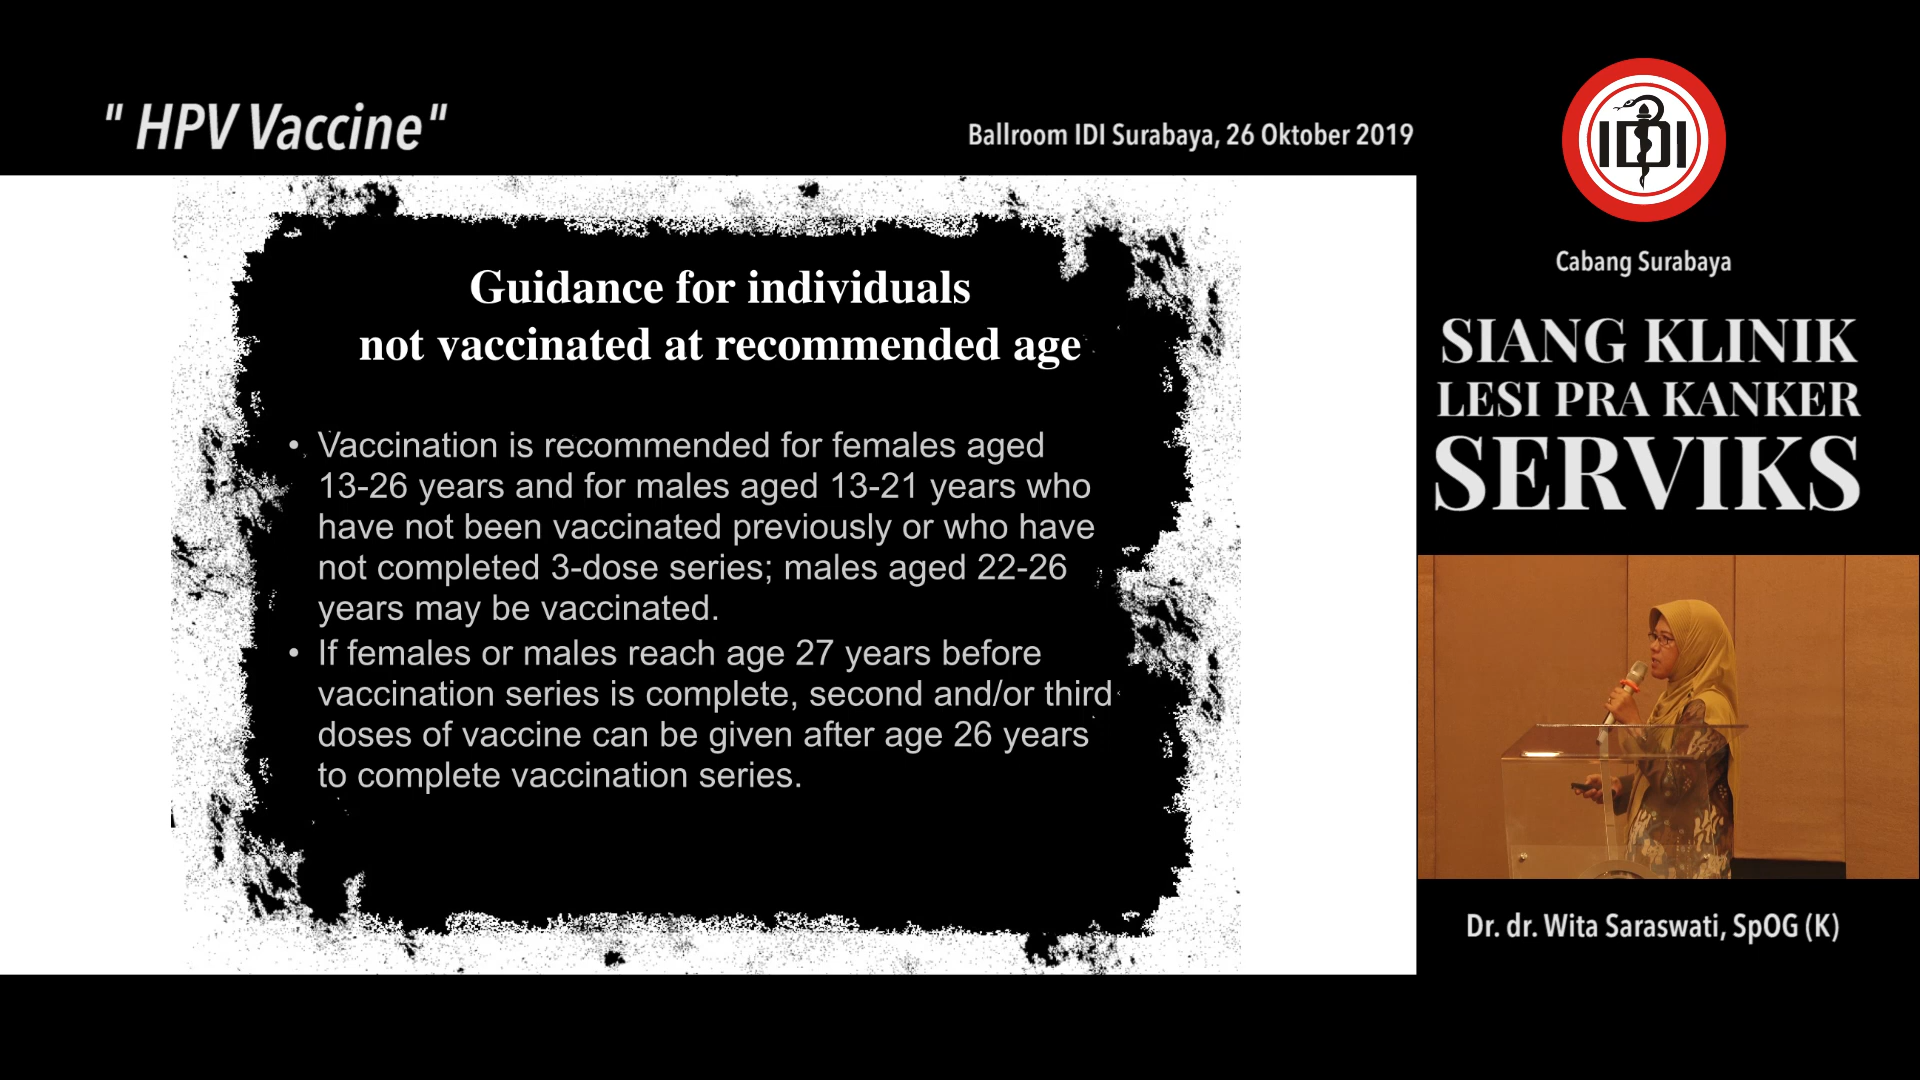 " HPV Vaccine"
Ballroom IDI Surabaya, 26 Oktober 2019
IDI
Cabang Surabaya
SIANG KLINIK
LESI PRA KANKER
SERVIKS
Guidance for individuals
not vaccinated at recommended age
• Vaccination is recommended for females aged
13-26 years and for males aged 13-21 years who
have not been vaccinated previously or who have
not completed 3-dose series; males aged 22-26
years may be vaccinated.
• If females or males reach age 27 years before
vaccination series is complete, second and/or third
doses of vaccine can be given after age 26 years
to complete vaccination series.
Dr. dr. Wita Saraswati, SpOG (K)